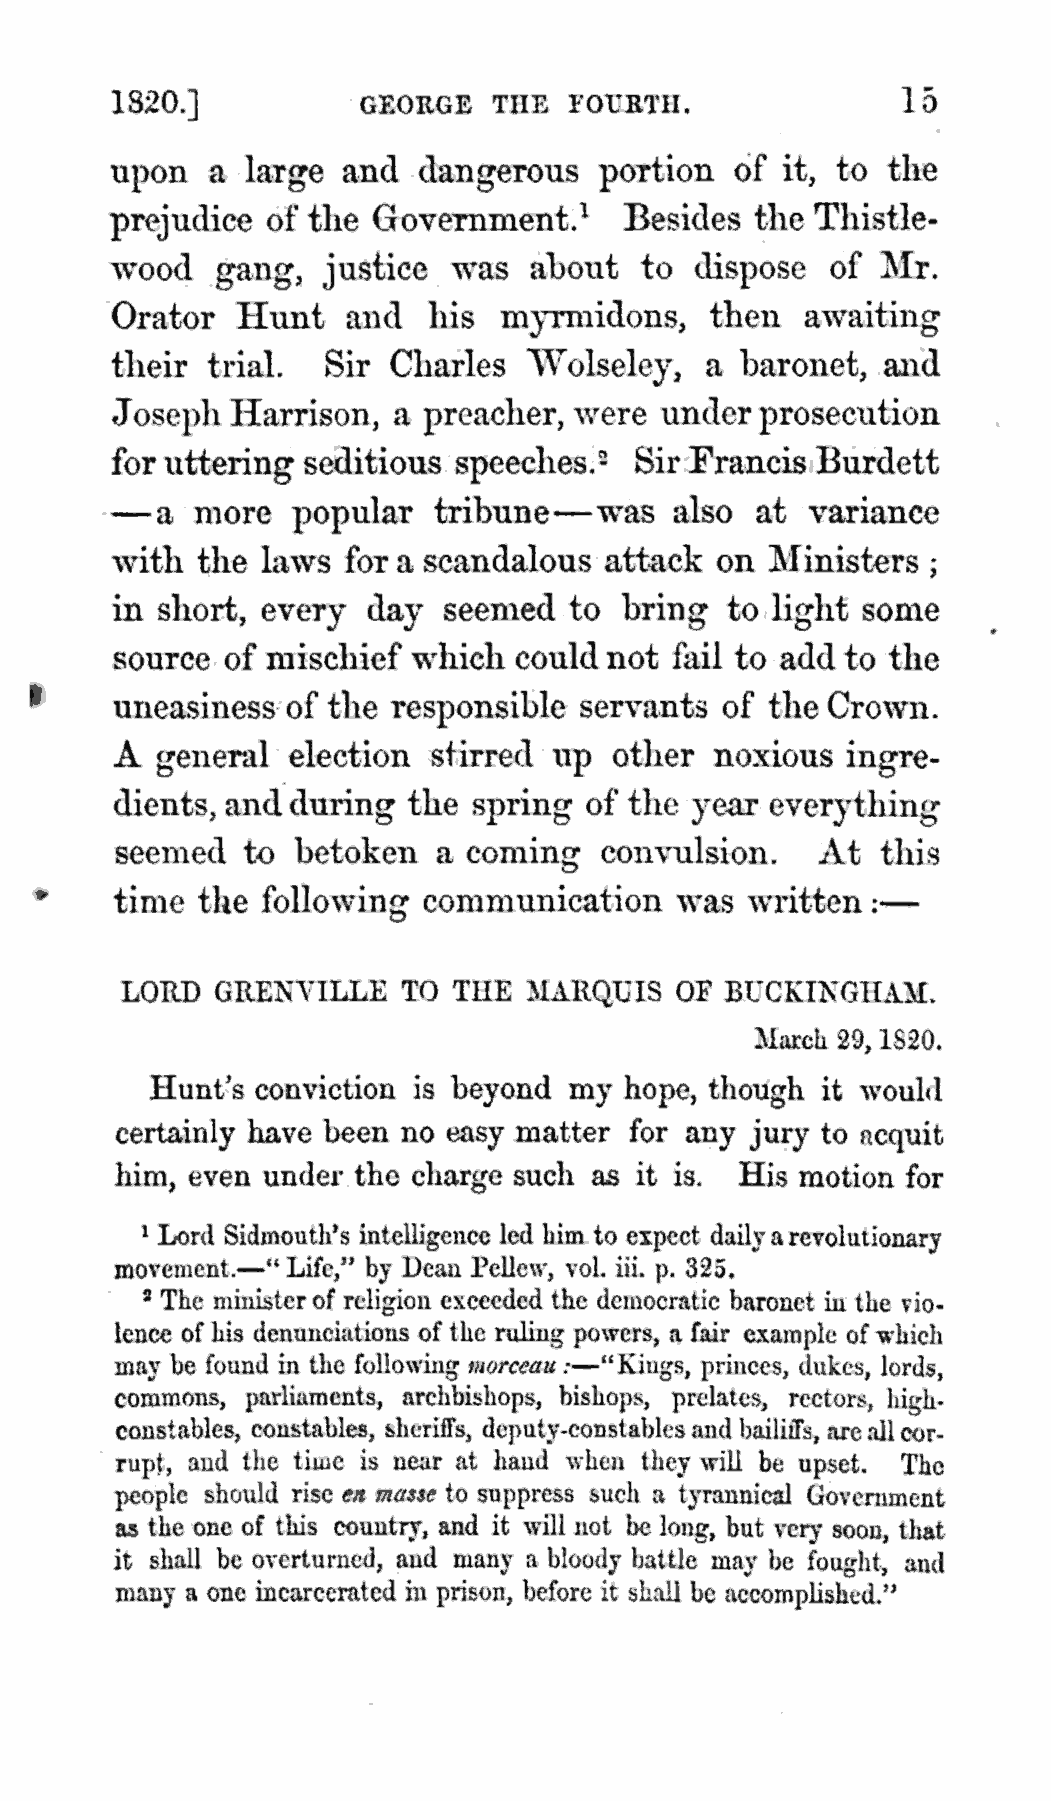 1820.] GEORGE THE FOURTH. 15
upon a large and dangerous portion of it, to the
prejudice of the Government.¹ Besides the Thistle-
wood gang, justice was about to dispose of Mr.
Orator Hunt and his myrmidons, then awaiting
their trial. Sir Charles Wolseley, a baronet, and
Joseph Harrison, a preacher, were under prosecution
for uttering seditious speeches.² Sir Francis Burdett
—a more popular tribune—was also at variance
with the laws for a scandalous attack on Ministers ;
in short, every day seemed to bring to light some
source of mischief which could not fail to add to the
uneasiness of the responsible servants of the Crown.
A general election stirred up other noxious ingre-
dients, and during the spring of the year everything
seemed to betoken a coming convulsion. At this
time the following communication was written :—
LORD GRENVILLE TO THE MARQUIS OF BUCKINGHAM.
March 29, 1820.
Hunt's conviction is beyond my hope, though it would
certainly have been no easy matter for any jury to acquit
him, even under the charge such as it is. His motion for
¹ Lord Sidmouth's intelligence led him to expect daily a revolutionary
movement.—" Life," by Dean Pellew, vol. iii. p. 325.
² The minister of religion exceeded the democratic baronet in the vio-
lence of his denunciations of the ruling powers, a fair example of which
may be found in the following morceau :—"Kings, princes, dukes, lords,
commons, parliaments, archbishops, bishops, prelates, rectors, high-
constables, constables, sheriffs, deputy-constables and bailiffs, are all cor-
rupt, and the time is near at hand when they will be upset. The
people should rise en masse to suppress such a tyrannical Government
as the one of this country, and it will not be long, but very soon, that
it shall be overturned, and many a bloody battle may be fought, and
many a one incarcerated in prison, before it shall be accomplished."